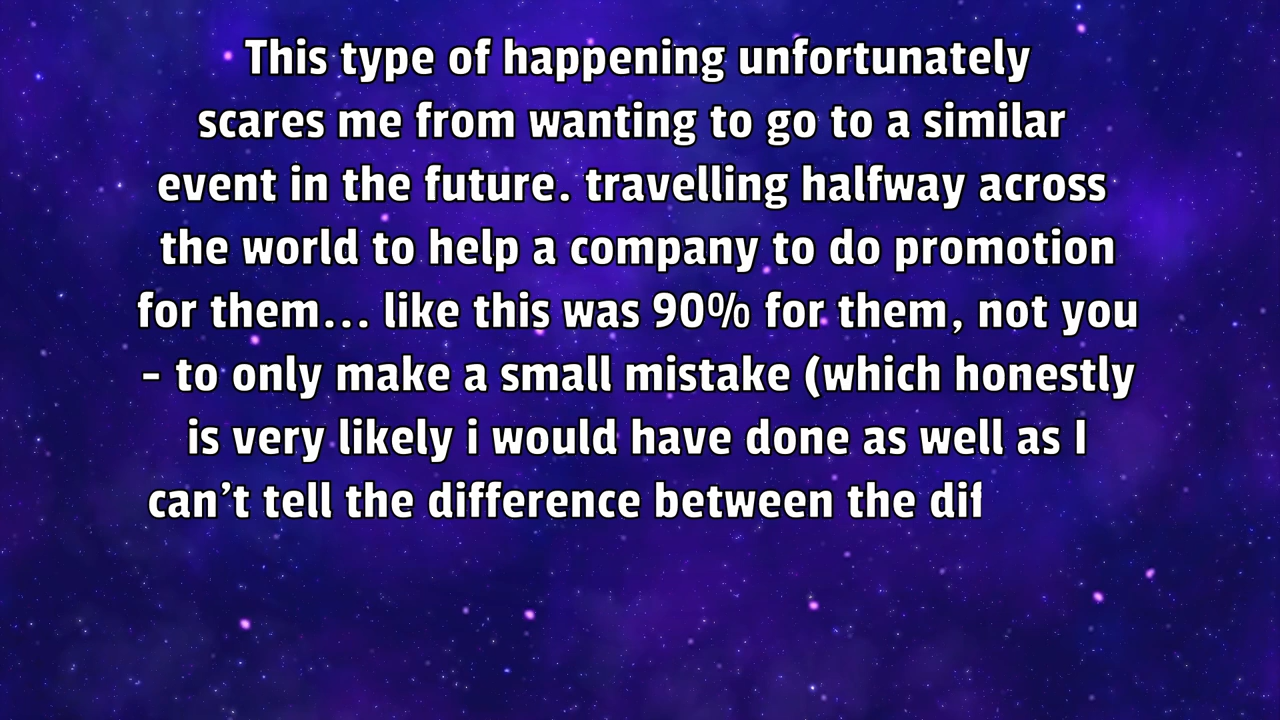 This type of happening unfortunately
scares me from wanting to go to a similar
event in the future. travelling halfway across
the world to help a company to do promotion
for them... like this was 90% for them, not you
- to only make a small mistake (which honestly
is very likely i would have done as well as I
can't tell the difference between the dif